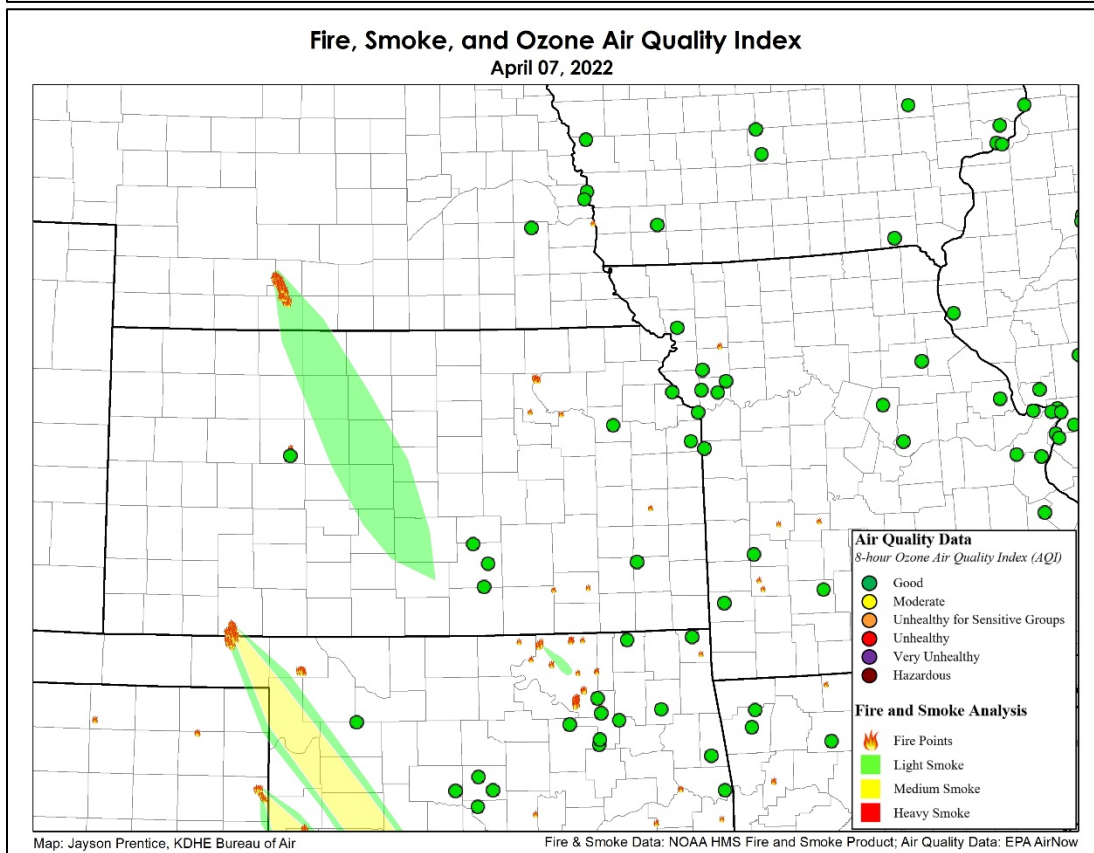 Fire, Smoke, and Ozone Air Quality Index
April 07, 2022
Air Quality Data
8-hour Ozone Air Quality Index (AQI)
Good
Moderate
Unhealthy for Sensitive Groups
Unhealthy
Very Unhealthy
Hazardous
Fire and Smoke Analysis
Fire Points
Light Smoke
Medium Smoke
Heavy Smoke
Map: Jayson Prentice, KDHE Bureau of Air
Fire & Smoke Data: NOAA HMS Fire and Smoke Product; Air Quality Data: EPA AirNow